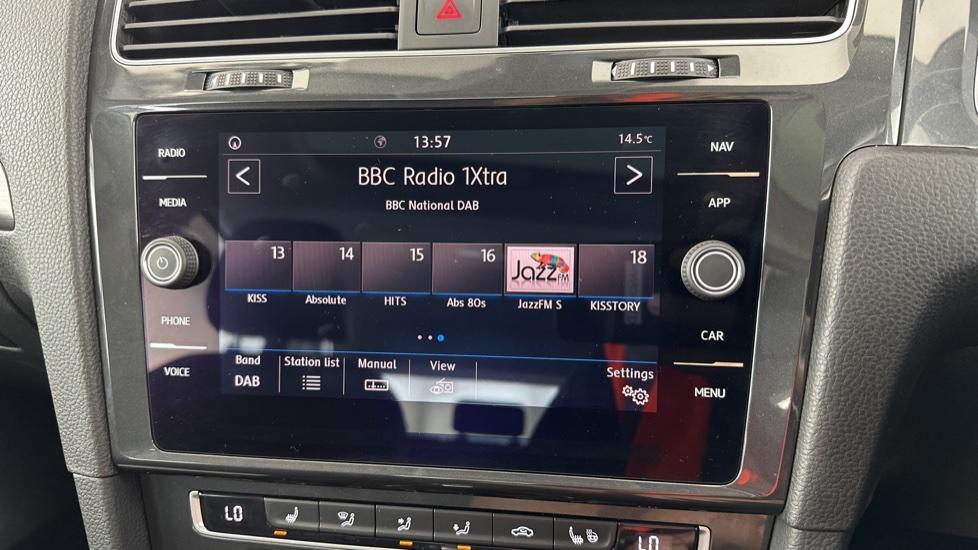 13:57
14.5°C
RADIO
NAV
BBC Radio 1Xtra
MEDIA
BBC National DAB
APP
13
14
15
16
Jazz FM
18
KISS
Absolute
HITS
Abs 80s
JazzFM S
KISSTORY
PHONE
CAR
VOICE
MENU
Band
Station list
Manual
View
Settings
DAB
LO
LO